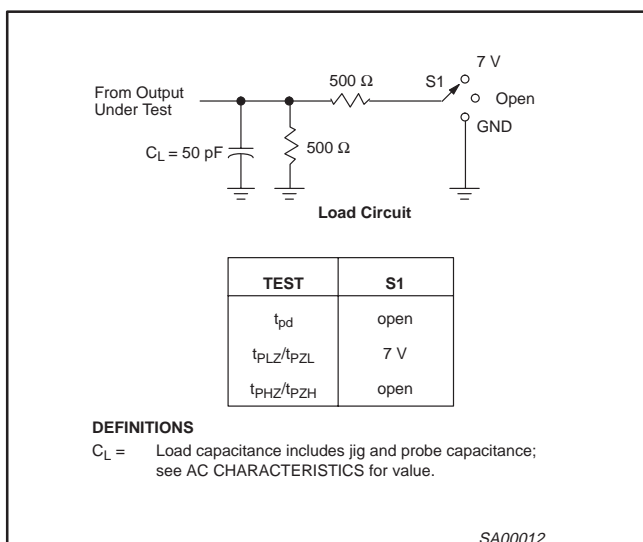 7 V
500 Ω
S1
From Output
Under Test
Open
GND
C_L = 50 pF
500 Ω
Load Circuit
TEST S1
t_pd open
t_PLZ/t_PZL 7 V
t_PHZ/t_PZH open
DEFINITIONS
C_L = Load capacitance includes jig and probe capacitance;
see AC CHARACTERISTICS for value.
SA00012